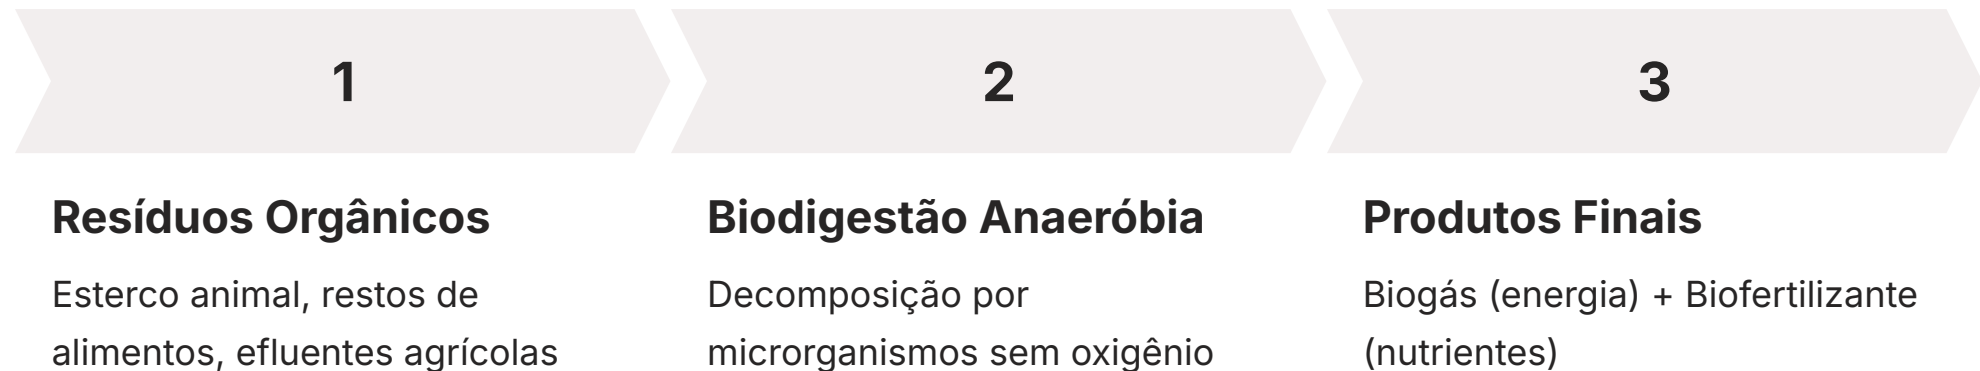 1
Resíduos Orgânicos
Esterco animal, restos de
alimentos, efluentes agrícolas
2
Biodigestão Anaeróbia
Decomposição por
microrganismos sem oxigênio
3
Produtos Finais
Biogás (energia) + Biofertilizante
(nutrientes)